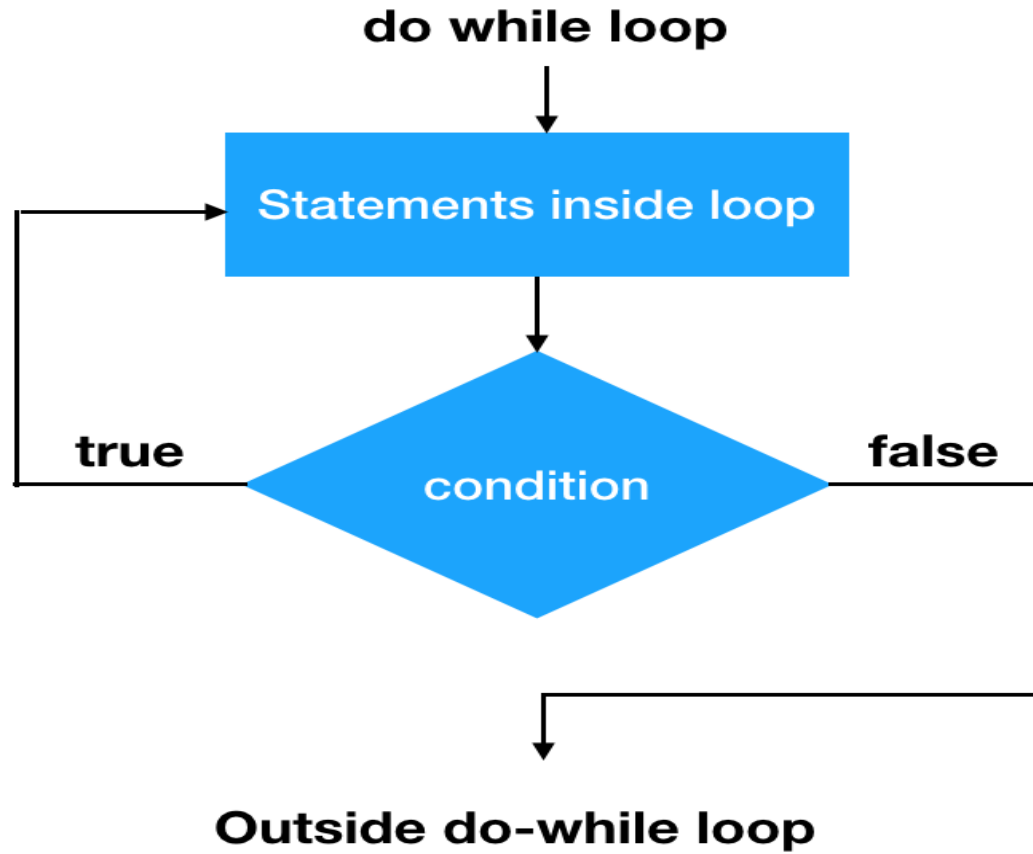 do while loop
Statements inside loop
true
false
condition
Outside do-while loop